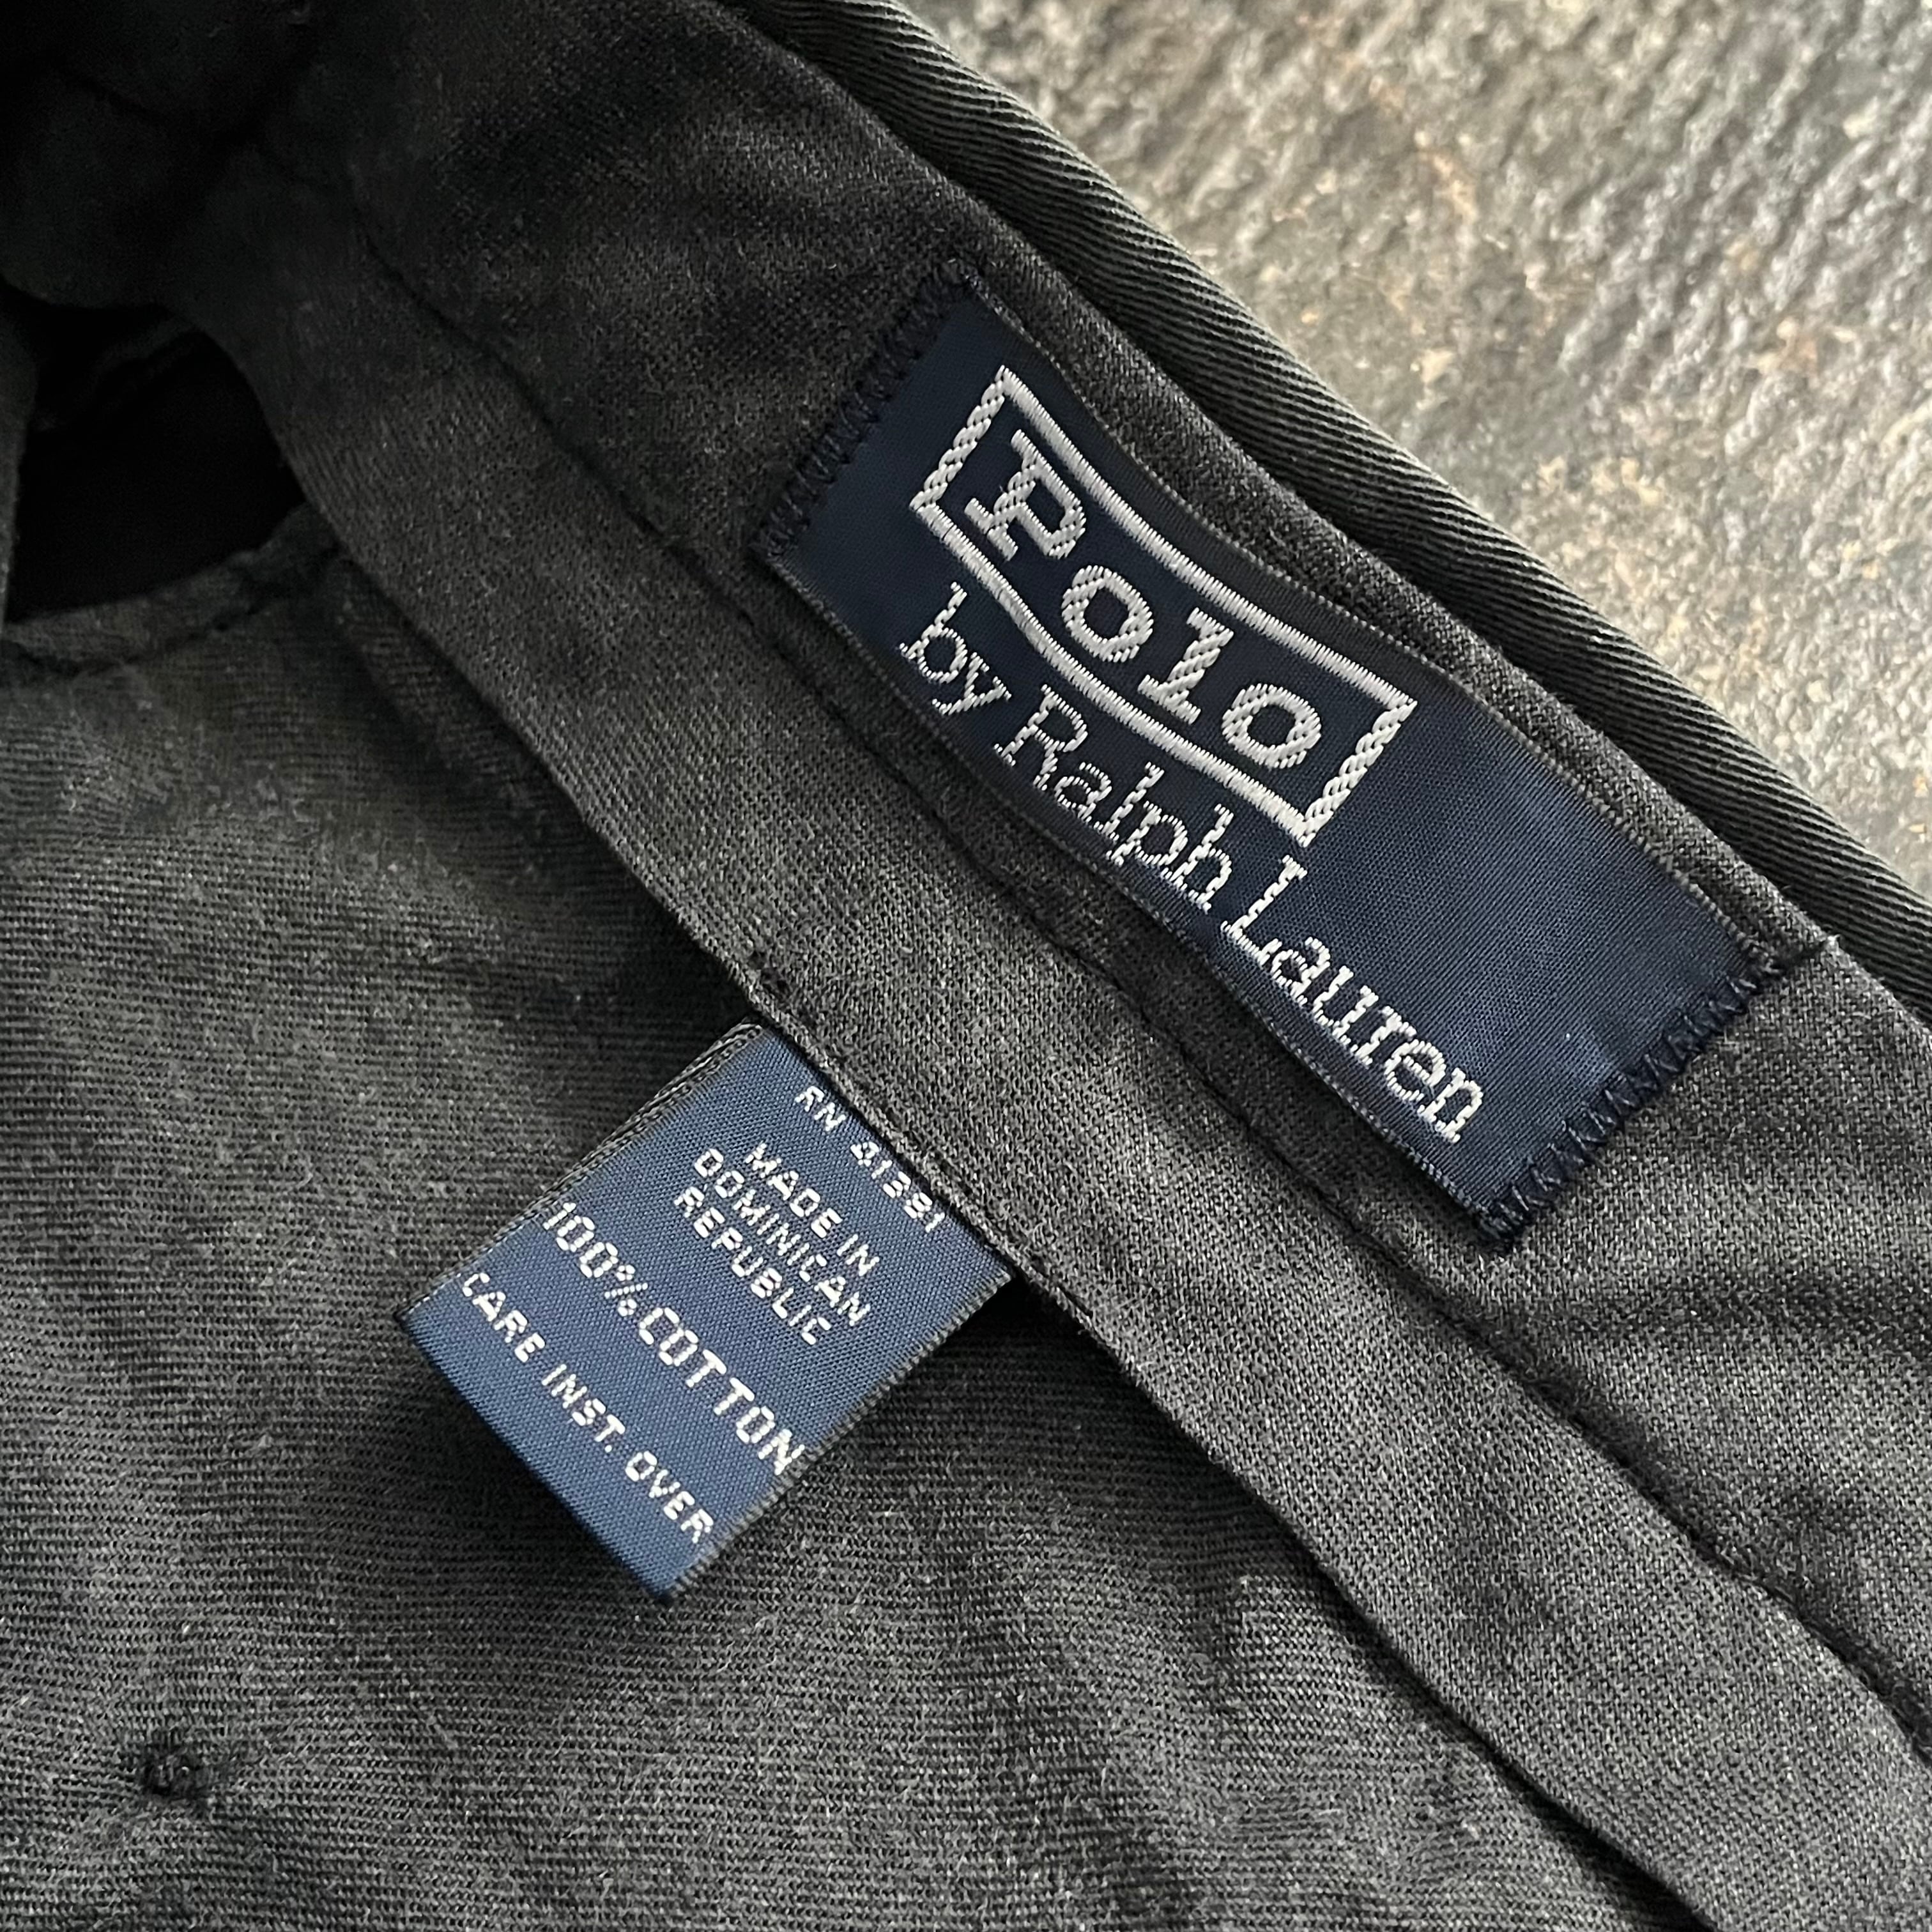 Polo
by Ralph Lauren
RN 41381
MADE IN
DOMINICAN
REPUBLIC
100% COTTON
CARE INST. OVER